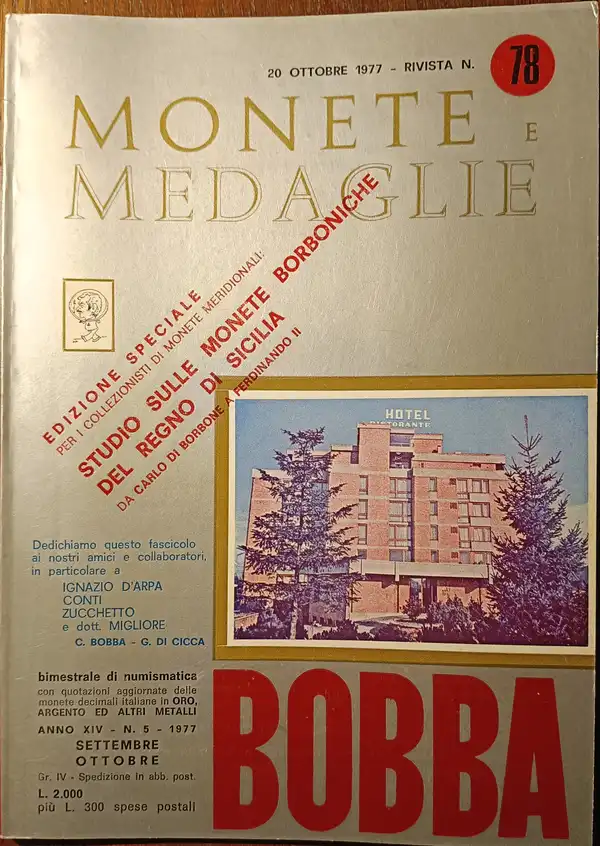 20 OTTOBRE 1977 - RIVISTA N. 78
MONETE E
MEDAGLIE
EDIZIONE SPECIALE
PER I COLLEZIONISTI DI MONETE MERIDIONALI:
STUDIO SULLE MONETE BORBONICHE
DEL REGNO DI SICILIA
DA CARLO DI BORBONE A FERDINANDO II
HOTEL
RISTORANTE
Dedichiamo questo fascicolo
ai nostri amici e collaboratori,
in particolare a
IGNAZIO D'ARPA
CONTI
ZUCCHETTO
e dott. MIGLIORE
C. BOBBA - G. DI CICCA
bimestrale di numismatica
con quotazioni aggiornate delle
monete decimali italiane in ORO,
ARGENTO ED ALTRI METALLI
ANNO XIV - N. 5 - 1977
SETTEMBRE
OTTOBRE
Gr. IV - Spedizione in abb. post.
L. 2.000
più L. 300 spese postali
BOBBA